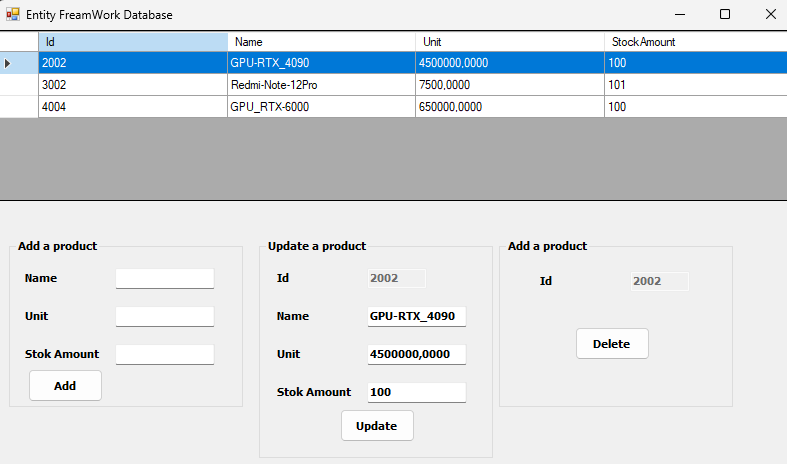 Entity FreamWork Database
Id Name Unit StockAmount
2002 GPU-RTX_4090 4500000,0000 100
3002 Redmi-Note-12Pro 7500,0000 101
4004 GPU_RTX-6000 650000,0000 100
Add a product
Name
Unit
Stok Amount
Add
Update a product
Id 2002
Name GPU-RTX_4090
Unit 4500000,0000
Stok Amount 100
Update
Add a product
Id 2002
Delete